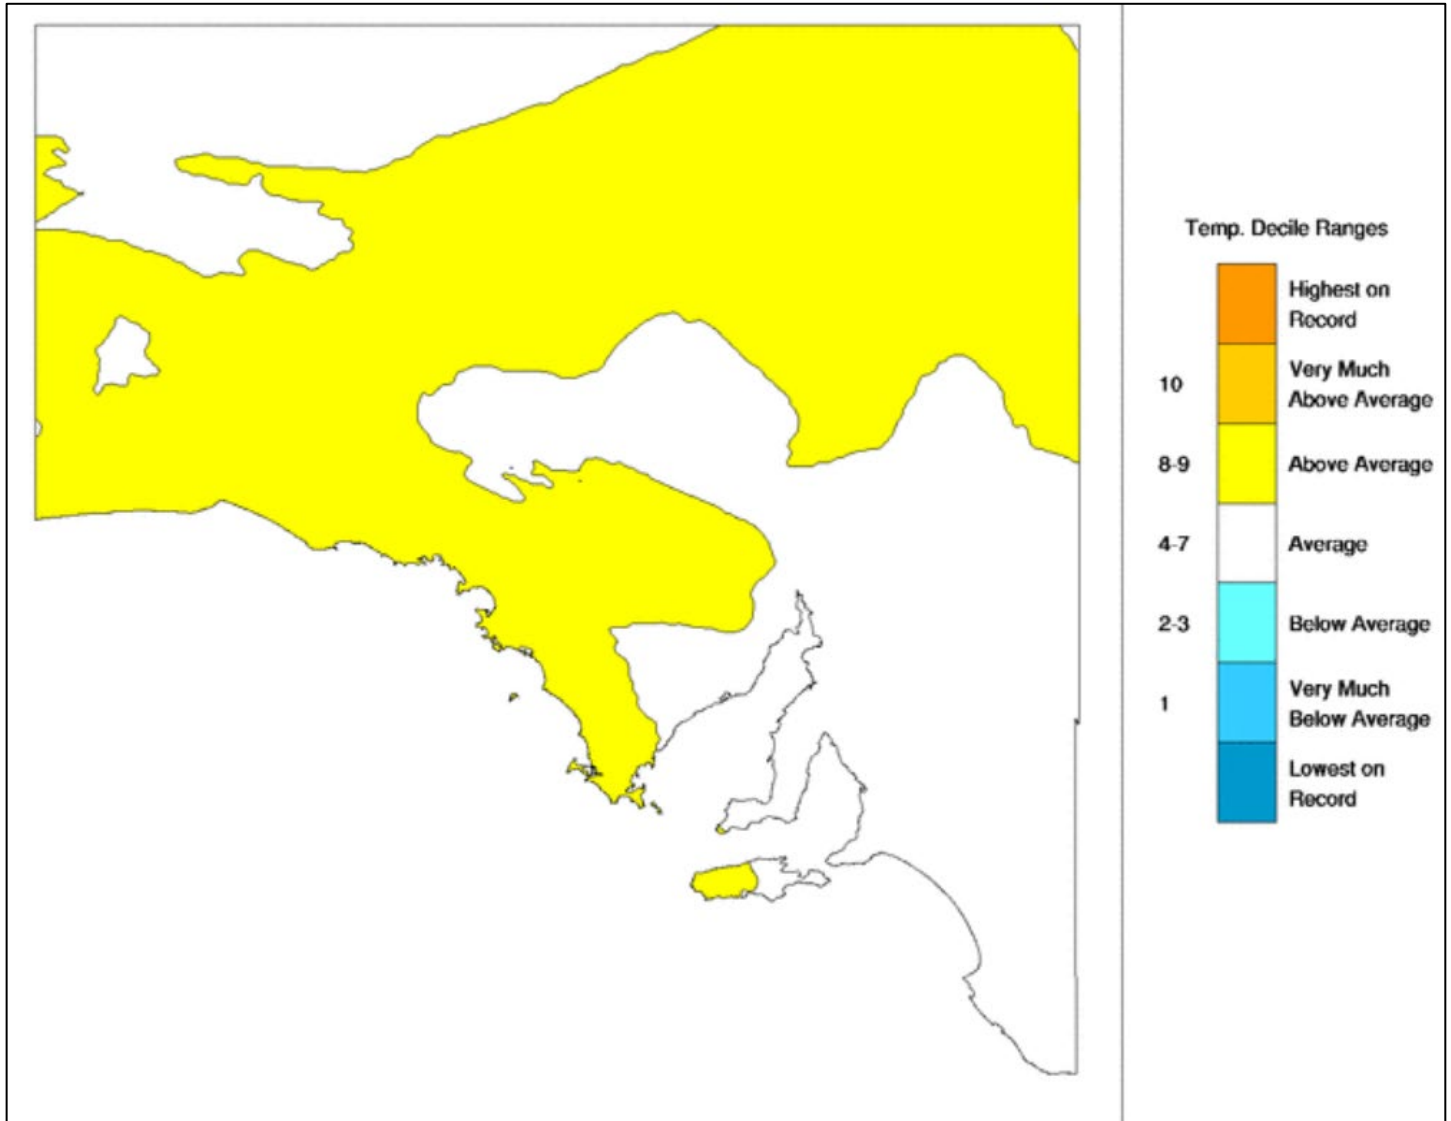 Temp. Decile Ranges
Highest on
Record
10
Very Much
Above Average
8-9
Above Average
4-7
Average
2-3
Below Average
1
Very Much
Below Average
Lowest on
Record